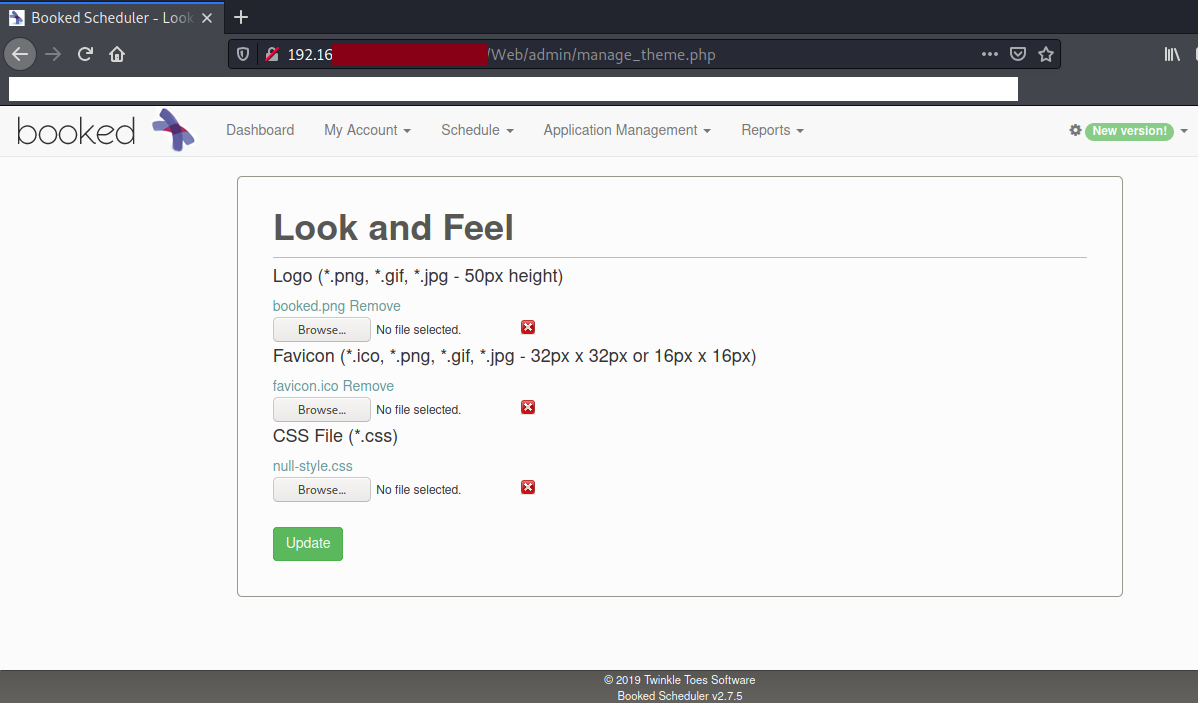 Booked Scheduler - Look
192.16 /Web/admin/manage_theme.php
booked Dashboard My Account Schedule Application Management Reports New version!
Look and Feel
Logo (*.png, *.gif, *.jpg - 50px height)
booked.png Remove
Browse... No file selected.
Favicon (*.ico, *.png, *.gif, *.jpg - 32px x 32px or 16px x 16px)
favicon.ico Remove
Browse... No file selected.
CSS File (*.css)
null-style.css
Browse... No file selected.
Update
© 2019 Twinkle Toes Software
Booked Scheduler v2.7.5